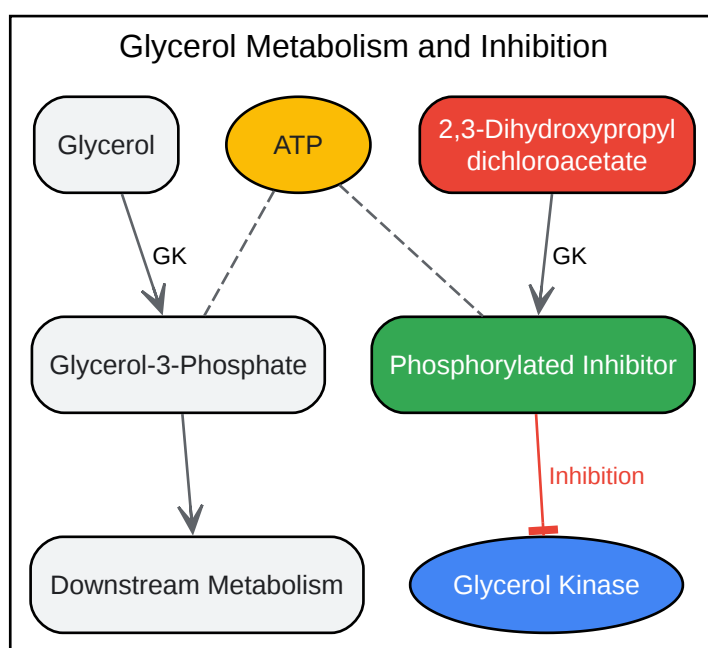 Glycerol Metabolism and Inhibition
Glycerol
ATP
2,3-Dihydroxypropyl
dichloroacetate
GK
GK
Glycerol-3-Phosphate
Phosphorylated Inhibitor
Inhibition
Downstream Metabolism
Glycerol Kinase